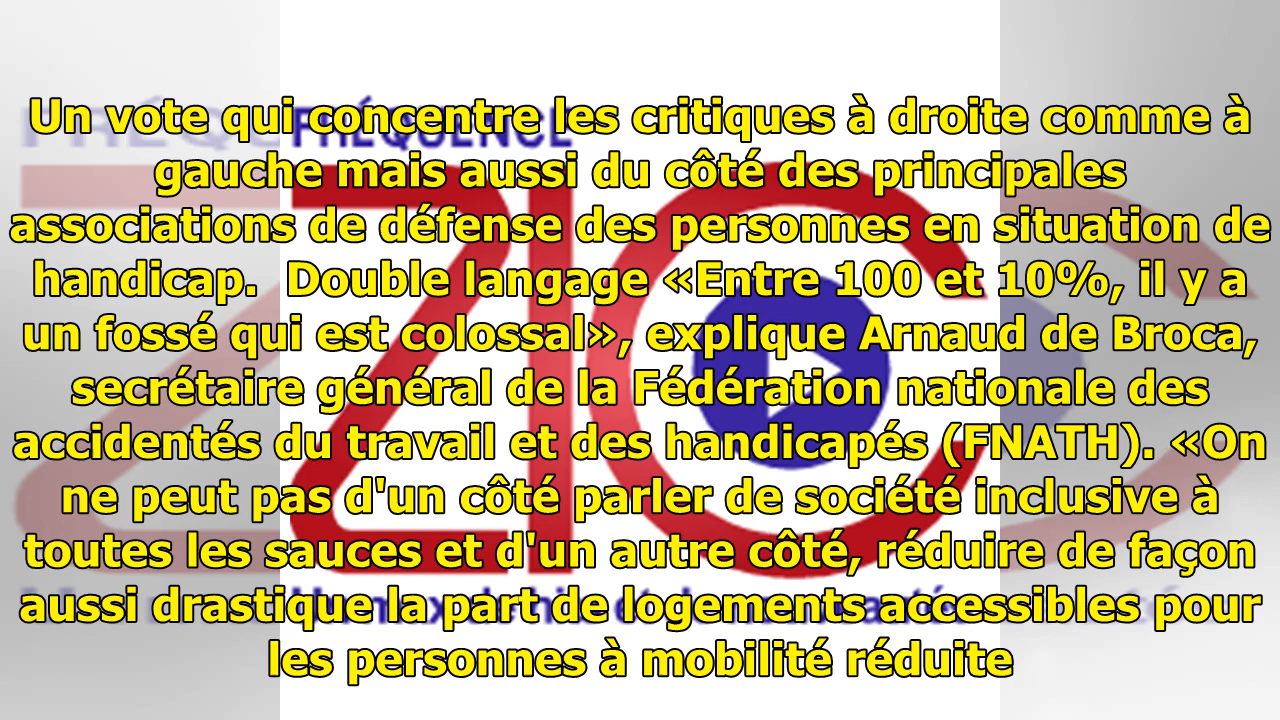 Un vote qui concentre les critiques à droite comme à
gauche mais aussi du côté des principales
associations de défense des personnes en situation de
handicap.  Double langage «Entre 100 et 10%, il y a
un fossé qui est colossal», explique Arnaud de Broca,
secrétaire général de la Fédération nationale des
accidentés du travail et des handicapés (FNATH). «On
ne peut pas d'un côté parler de société inclusive à
toutes les sauces et d'un autre côté, réduire de façon
aussi drastique la part de logements accessibles pour
les personnes à mobilité réduite
FRÉQUENCE
ZIC